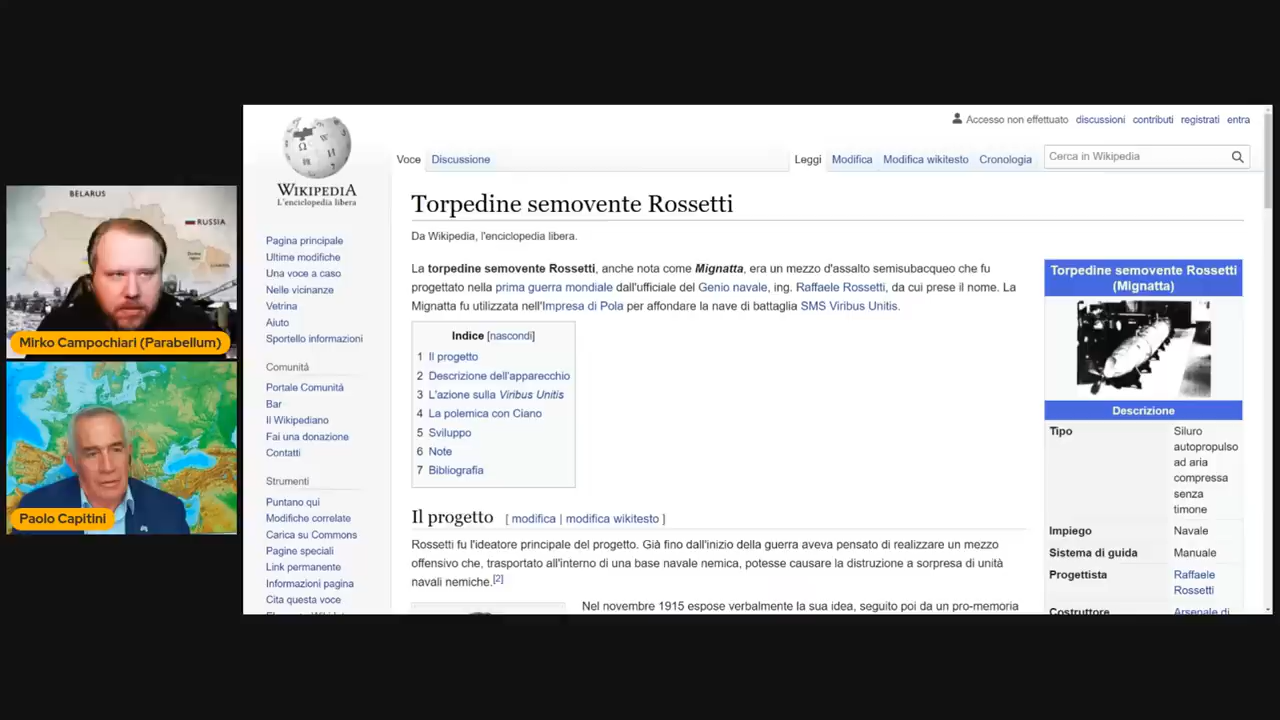 BELARUS
RUSSIA
Mirko Campochiari (Parabellum)
Paolo Capitini
WIKIPEDIA
L'enciclopedia libera
Pagina principale
Ultime modifiche
Una voce a caso
Nelle vicinanze
Vetrina
Aiuto
Sportello informazioni
Comunità
Portale Comunità
Bar
Il Wikipediano
Fai una donazione
Contatti
Strumenti
Puntano qui
Modifiche correlate
Carica su Commons
Pagine speciali
Link permanente
Informazioni pagina
Cita questa voce
Accesso non effettuato discussioni contributi registrati entra
Voce Discussione Leggi Modifica Modifica wikitesto Cronologia Cerca in Wikipedia
Torpedine semovente Rossetti
Da Wikipedia, l'enciclopedia libera.
La torpedine semovente Rossetti, anche nota come Mignatta, era un mezzo d'assalto semisubacqueo che fu
progettato nella prima guerra mondiale dall'ufficiale del Genio navale, ing. Raffaele Rossetti, da cui prese il nome. La
Mignatta fu utilizzata nell'Impresa di Pola per affondare la nave di battaglia SMS Viribus Unitis.
Indice [nascondi]
1 Il progetto
2 Descrizione dell'apparecchio
3 L'azione sulla Viribus Unitis
4 La polemica con Ciano
5 Sviluppo
6 Note
7 Bibliografia
Il progetto [ modifica | modifica wikitesto ]
Rossetti fu l'ideatore principale del progetto. Già fino dall'inizio della guerra aveva pensato di realizzare un mezzo
offensivo che, trasportato all'interno di una base navale nemica, potesse causare la distruzione a sorpresa di unità
navali nemiche.[2]
Nel novembre 1915 espose verbalmente la sua idea, seguito poi da un pro-memoria
Torpedine semovente Rossetti
(Mignatta)
Descrizione
Tipo Siluro
autopropulso
ad aria
compressa
senza
timone
Impiego Navale
Sistema di guida Manuale
Progettista Raffaele
Rossetti
Costruttore Arsenale di